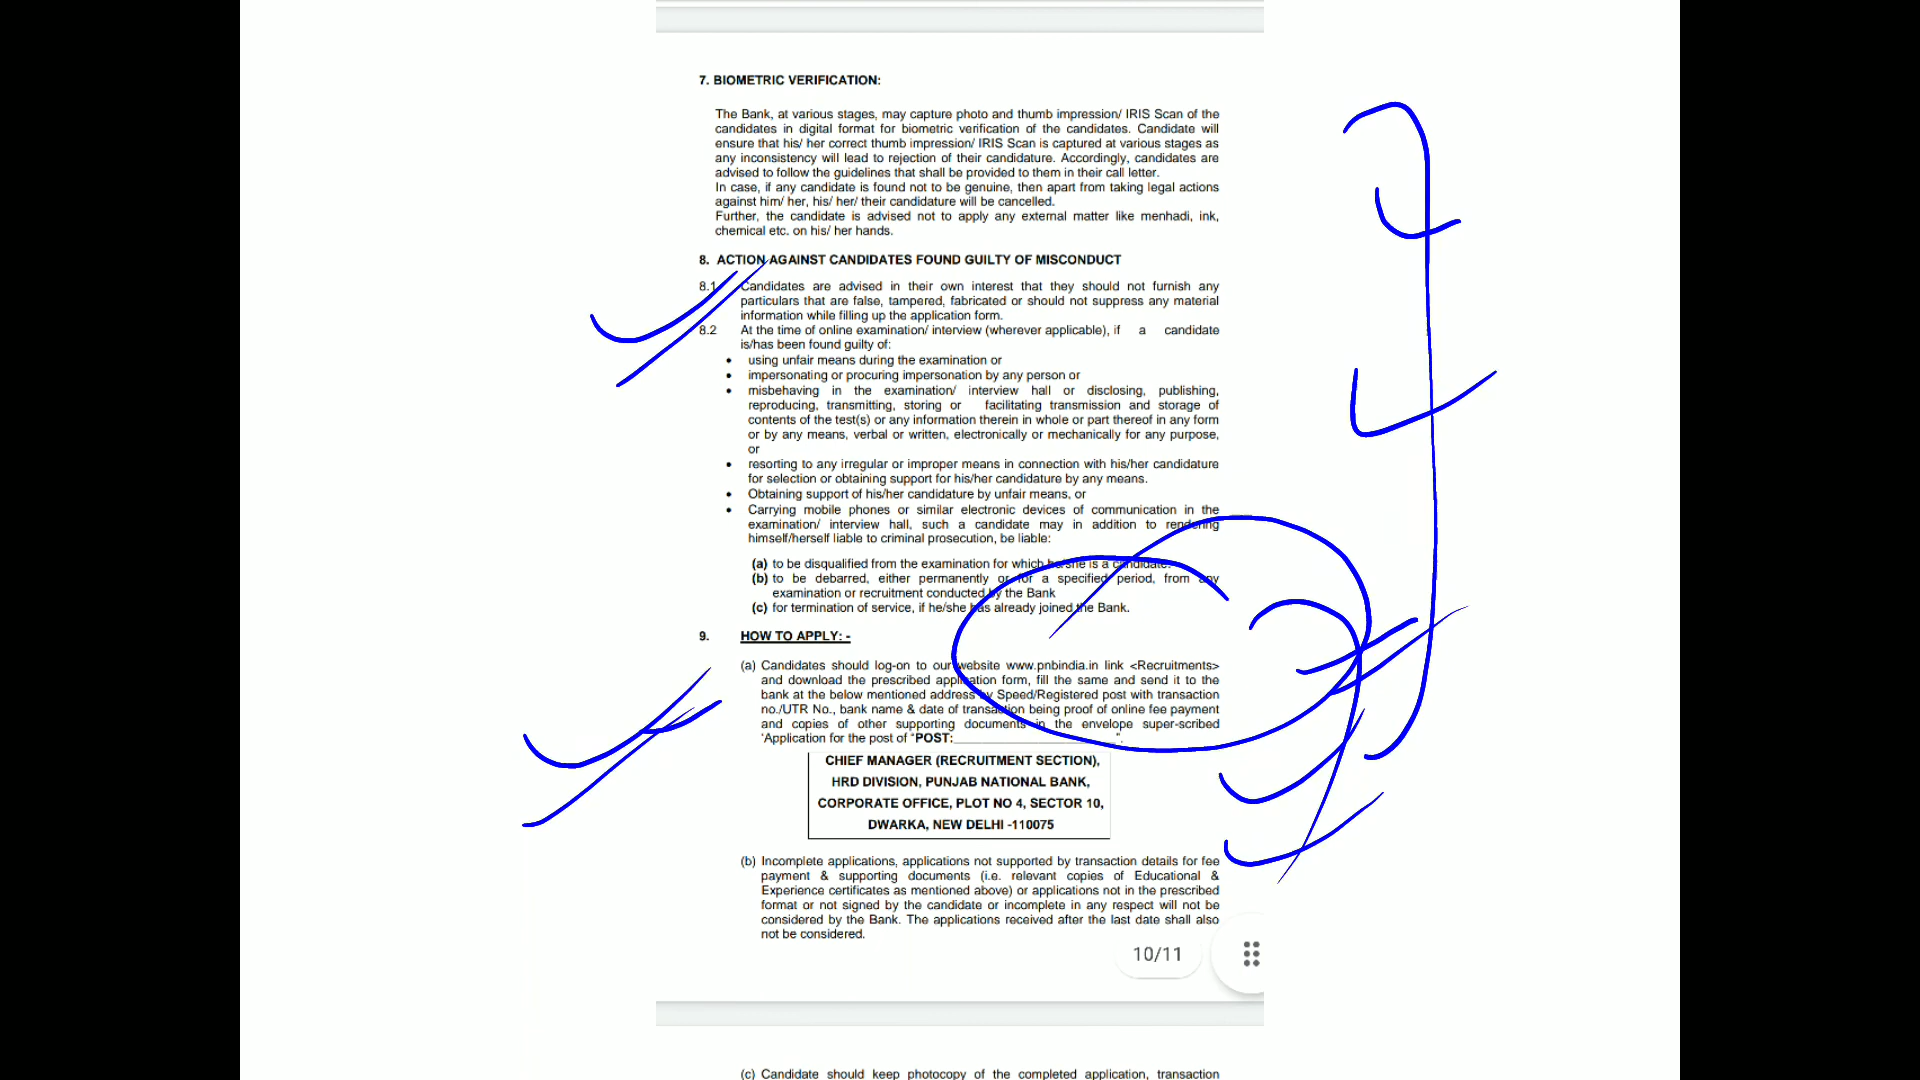 7. BIOMETRIC VERIFICATION:
The Bank, at various stages, may capture photo and thumb impression/ IRIS Scan of the
candidates in digital format for biometric verification of the candidates. Candidate will
ensure that his/ her correct thumb impression/ IRIS Scan is captured at various stages as
any inconsistency will lead to rejection of their candidature. Accordingly, candidates are
advised to follow the guidelines that shall be provided to them in their call letter.
In case, if any candidate is found not to be genuine, then apart from taking legal actions
against him/ her, his/ her/ their candidature will be cancelled.
Further, the candidate is advised not to apply any external matter like menhadi, ink,
chemical etc. on his/ her hands.
8. ACTION AGAINST CANDIDATES FOUND GUILTY OF MISCONDUCT
8.1 Candidates are advised in their own interest that they should not furnish any
particulars that are false, tampered, fabricated or should not suppress any material
information while filling up the application form.
8.2 At the time of online examination/ interview (wherever applicable), if a candidate
is/has been found guilty of:
• using unfair means during the examination or
• impersonating or procuring impersonation by any person or
• misbehaving in the examination/ interview hall or disclosing, publishing,
reproducing, transmitting, storing or facilitating transmission and storage of
contents of the test(s) or any information therein in whole or part thereof in any form
or by any means, verbal or written, electronically or mechanically for any purpose,
or
• resorting to any irregular or improper means in connection with his/her candidature
for selection or obtaining support for his/her candidature by any means.
• Obtaining support of his/her candidature by unfair means, or
• Carrying mobile phones or similar electronic devices of communication in the
examination/ interview hall, such a candidate may in addition to rendering
himself/herself liable to criminal prosecution, be liable:
(a) to be disqualified from the examination for which he/she is a candidate.
(b) to be debarred, either permanently or for a specified period, from any
examination or recruitment conducted by the Bank
(c) for termination of service, if he/she has already joined the Bank.
9. HOW TO APPLY: -
(a) Candidates should log-on to our website www.pnbindia.in link <Recruitments>
and download the prescribed application form, fill the same and send it to the
bank at the below mentioned address by Speed/Registered post with transaction
no./UTR No., bank name & date of transaction being proof of online fee payment
and copies of other supporting documents in the envelope super-scribed
‘Application for the post of “POST:_______________________”.
CHIEF MANAGER (RECRUITMENT SECTION),
HRD DIVISION, PUNJAB NATIONAL BANK,
CORPORATE OFFICE, PLOT NO 4, SECTOR 10,
DWARKA, NEW DELHI -110075
(b) Incomplete applications, applications not supported by transaction details for fee
payment & supporting documents (i.e. relevant copies of Educational &
Experience certificates as mentioned above) or applications not in the prescribed
format or not signed by the candidate or incomplete in any respect will not be
considered by the Bank. The applications received after the last date shall also
not be considered.
10/11
(c) Candidate should keep photocopy of the completed application, transaction